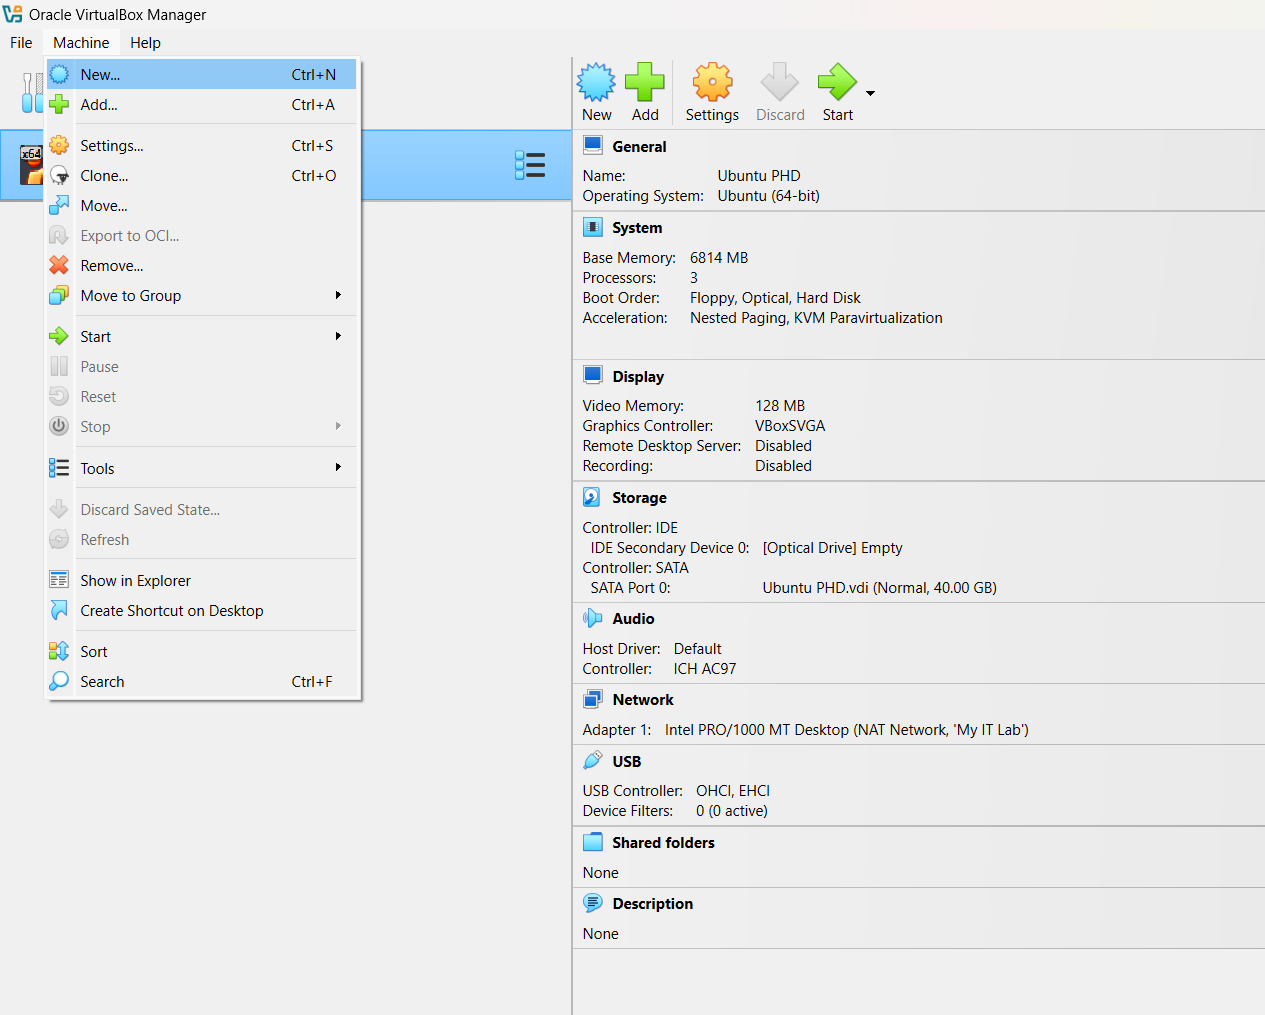 Oracle VirtualBox Manager
File Machine Help
New... Ctrl+N
Add... Ctrl+A
Settings... Ctrl+S
Clone... Ctrl+O
Move...
Export to OCI...
Remove...
Move to Group
Start
Pause
Reset
Stop
Tools
Discard Saved State...
Refresh
Show in Explorer
Create Shortcut on Desktop
Sort
Search Ctrl+F
x64
New Add Settings Discard Start
General
Name: Ubuntu PHD
Operating System: Ubuntu (64-bit)
System
Base Memory: 6814 MB
Processors: 3
Boot Order: Floppy, Optical, Hard Disk
Acceleration: Nested Paging, KVM Paravirtualization
Display
Video Memory: 128 MB
Graphics Controller: VBoxSVGA
Remote Desktop Server: Disabled
Recording: Disabled
Storage
Controller: IDE
IDE Secondary Device 0: [Optical Drive] Empty
Controller: SATA
SATA Port 0: Ubuntu PHD.vdi (Normal, 40.00 GB)
Audio
Host Driver: Default
Controller: ICH AC97
Network
Adapter 1: Intel PRO/1000 MT Desktop (NAT Network, 'My IT Lab')
USB
USB Controller: OHCI, EHCI
Device Filters: 0 (0 active)
Shared folders
None
Description
None